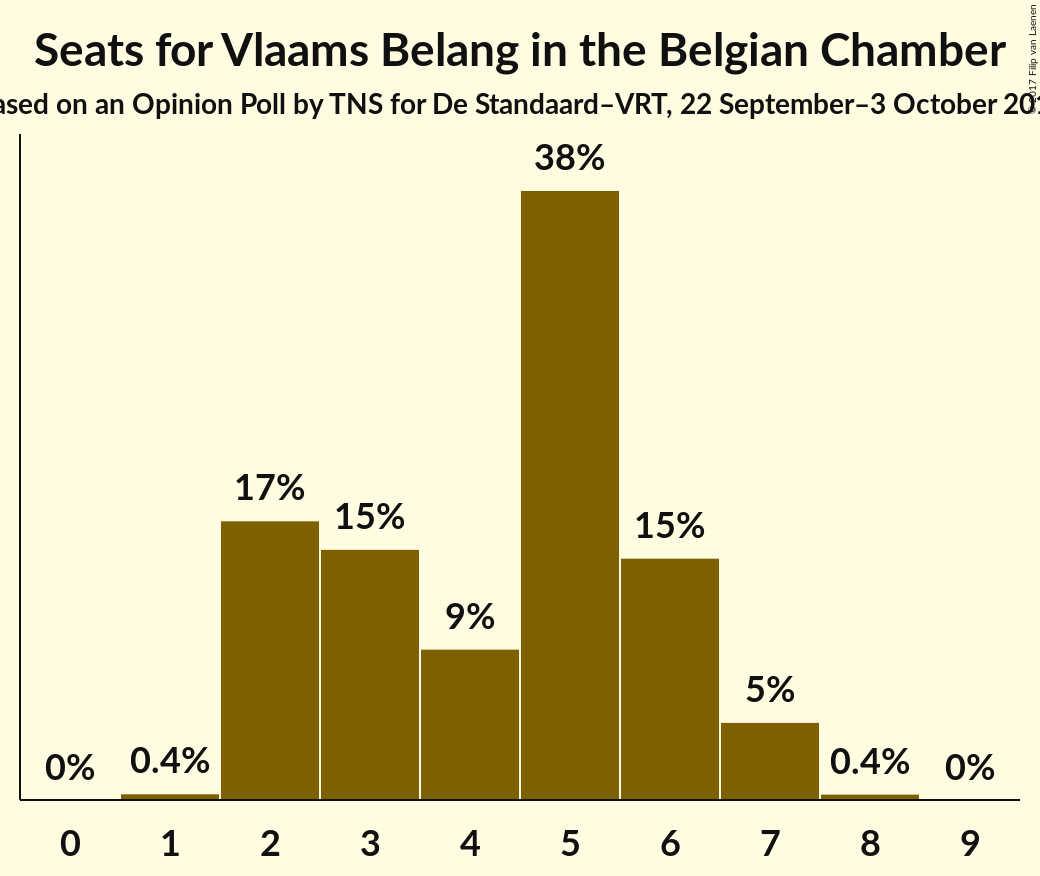 Seats for Vlaams Belang in the Belgian Chamber
ased on an Opinion Poll by TNS for De Standaard–VRT, 22 September–3 October 201
© 2017 Filip van Laenen
38%
17%
15%
15%
9%
5%
0%
0.4%
0.4%
0%
0 1 2 3 4 5 6 7 8 9